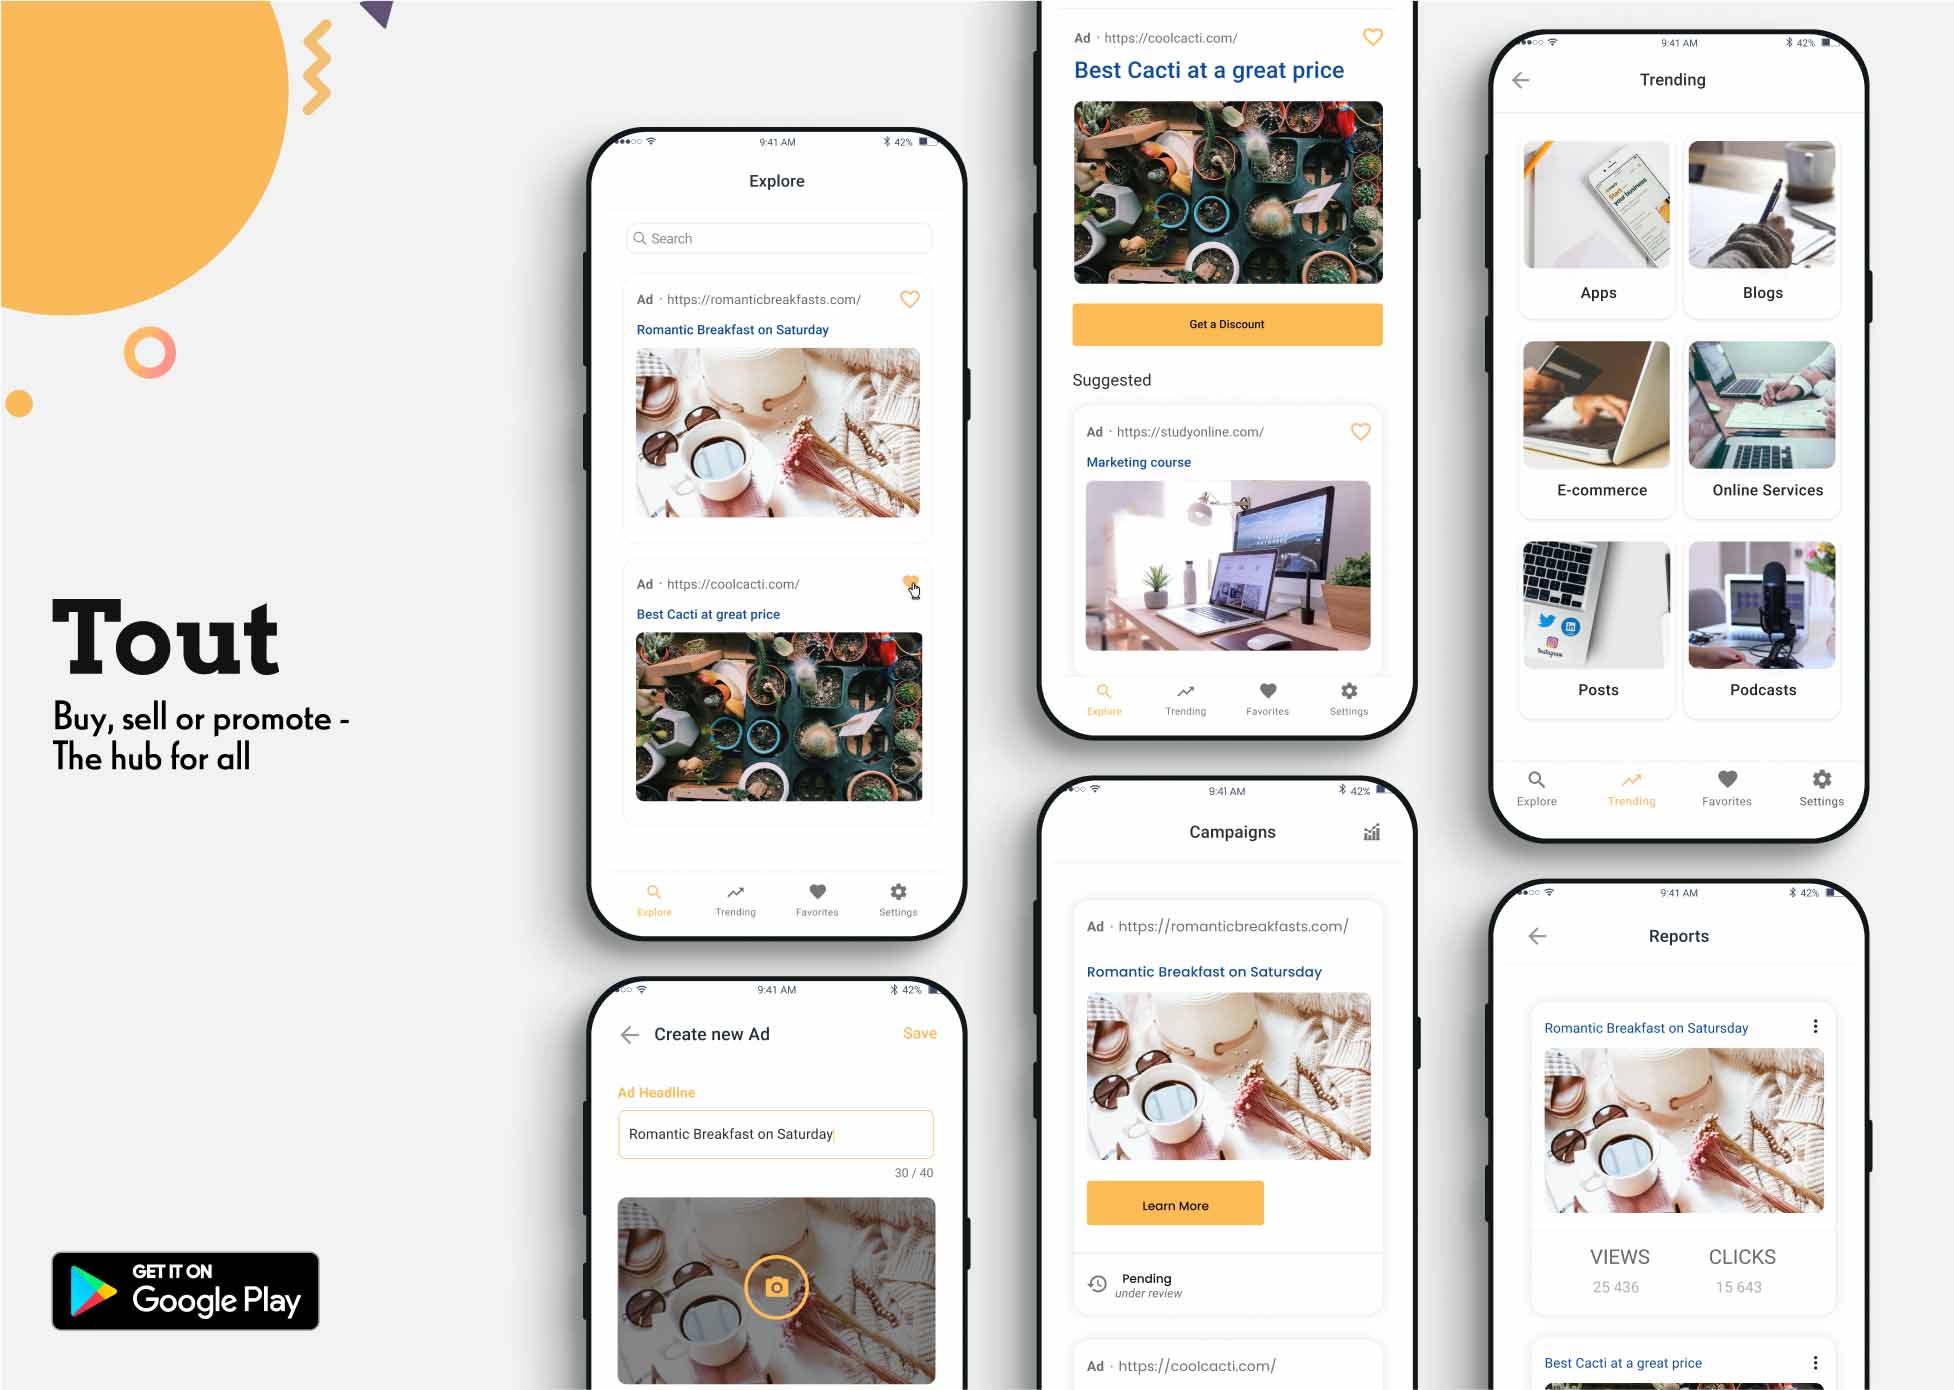 Tout
Buy, sell or promote -
The hub for all
GET IT ON
Google Play
9:41 AM
42%
Explore
Search
Ad · https://romanticbreakfasts.com/
Romantic Breakfast on Saturday
Ad · https://coolcacti.com/
Best Cacti at great price
Explore Trending Favorites Settings
9:41 AM
42%
Create new Ad
Save
Ad Headline
Romantic Breakfast on Saturday
30 / 40
Ad · https://coolcacti.com/
Best Cacti at a great price
Get a Discount
Suggested
Ad · https://studyonline.com/
Marketing course
Explore Trending Favorites Settings
9:41 AM
42%
Campaigns
Ad · https://romanticbreakfasts.com/
Romantic Breakfast on Satursday
Learn More
Pending
under review
Ad · https://coolcacti.com/
9:41 AM
42%
Trending
Start
your business
Apps
Blogs
E-commerce
Online Services
in
Instagram
Posts
Podcasts
Explore Trending Favorites Settings
9:41 AM
42%
Reports
Romantic Breakfast on Satursday
VIEWS CLICKS
25 436 15 643
Best Cacti at a great price